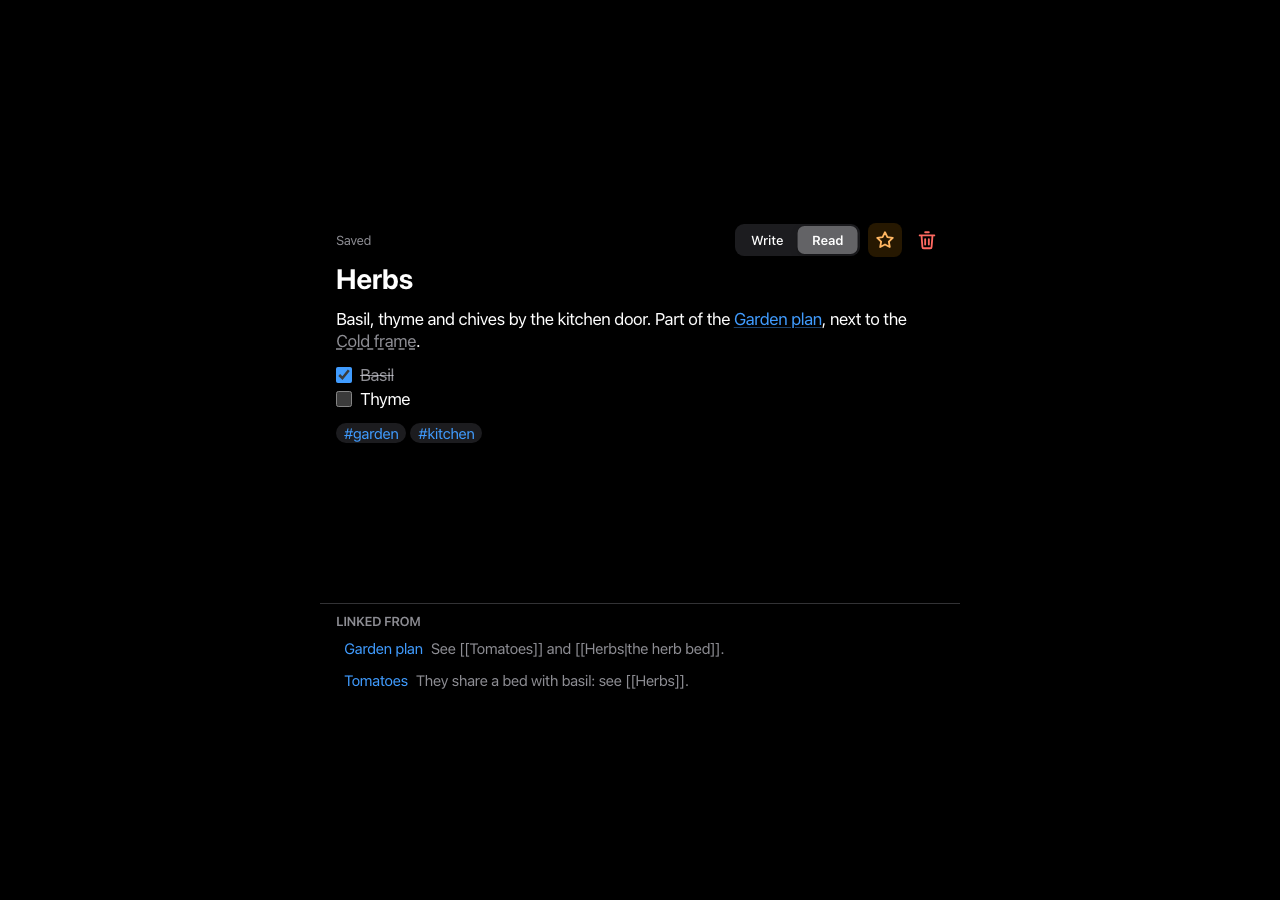 Saved
Write
Read
Herbs
Basil, thyme and chives by the kitchen door. Part of the Garden plan, next to the
Cold frame.
Basil
Thyme
#garden #kitchen
LINKED FROM
Garden plan See [[Tomatoes]] and [[Herbs|the herb bed]].
Tomatoes They share a bed with basil: see [[Herbs]].